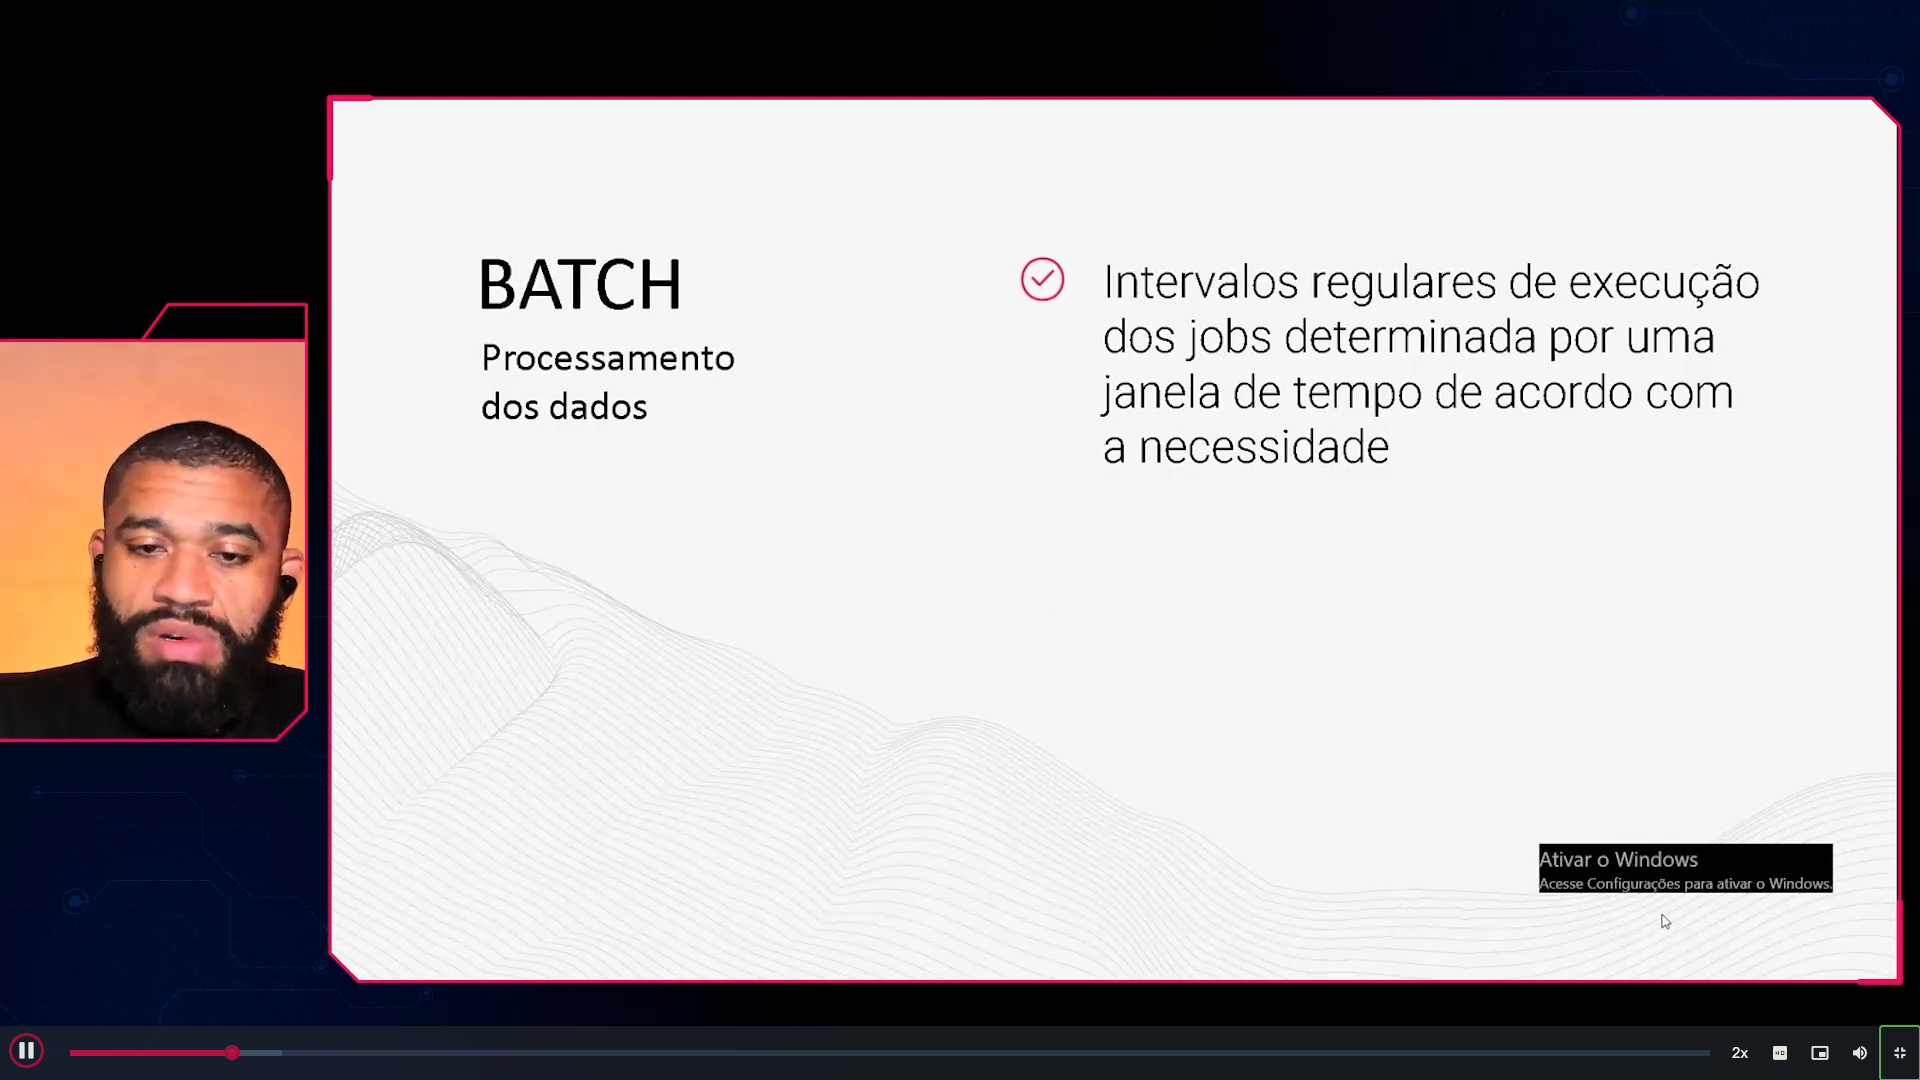 BATCH
Processamento
dos dados
Intervalos regulares de execução
dos jobs determinada por uma
janela de tempo de acordo com
a necessidade
Ativar o Windows
Acesse Configurações para ativar o Windows.
2x
HD